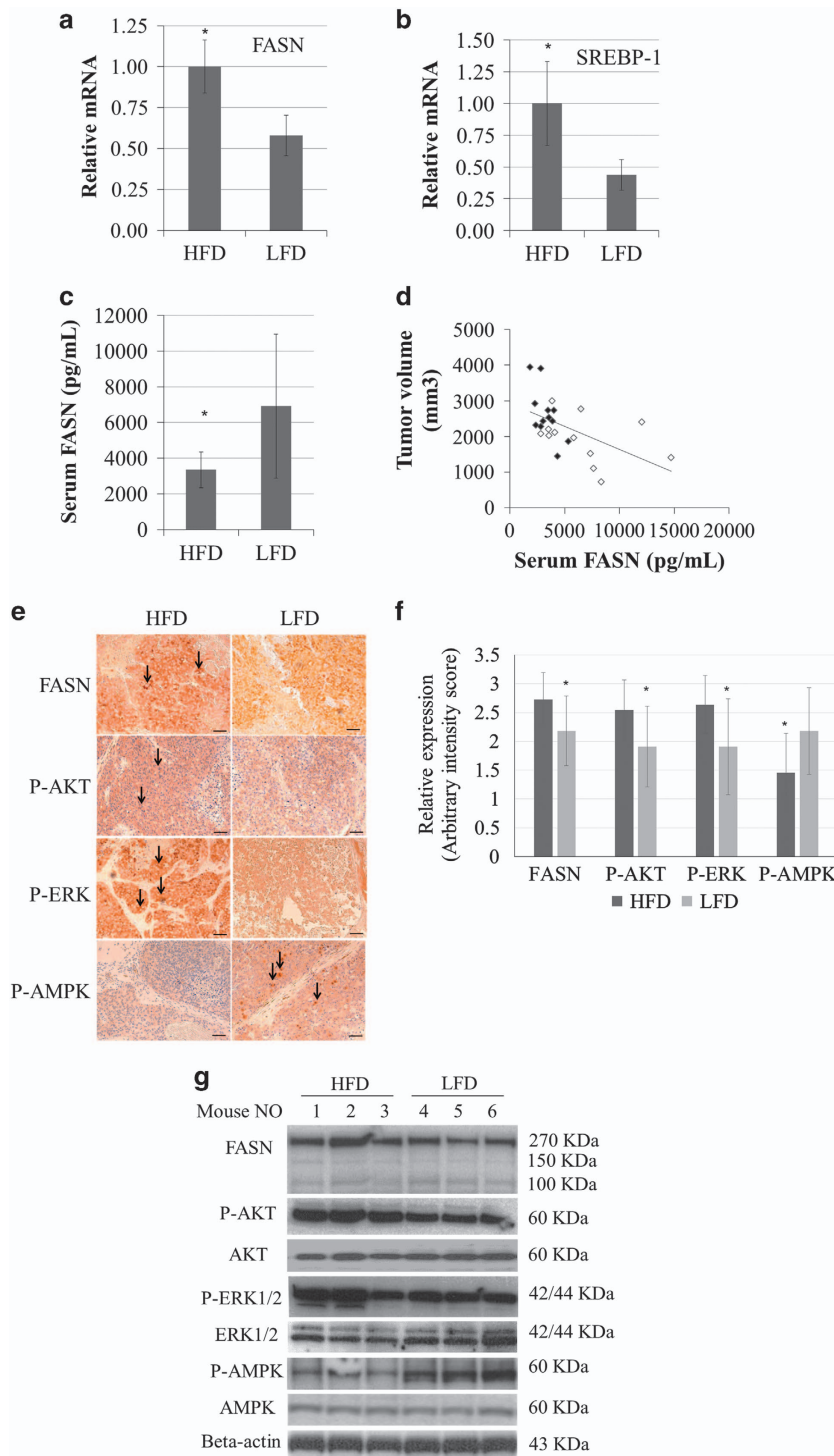 a
b
*
FASN
Relative mRNA
1.25
1.00
0.75
0.50
0.25
0.00
HFD
LFD
*
SREBP-1
Relative mRNA
1.50
1.25
1.00
0.75
0.50
0.25
0.00
HFD
LFD
c
d
Serum FASN (pg/mL)
14000
12000
10000
8000
6000
4000
2000
0
*
HFD
LFD
Tumor volume
(mm3)
5000
4000
3000
2000
1000
0
0
5000
10000
15000
20000
Serum FASN (pg/mL)
e
HFD
LFD
FASN
P-AKT
P-ERK
P-AMPK
f
Relative expression
(Arbitrary intensity score)
3.5
3
2.5
2
1.5
1
0.5
0
*
*
*
*
FASN
P-AKT
P-ERK
P-AMPK
HFD
LFD
g
HFD
LFD
Mouse NO
1
2
3
4
5
6
FASN
270 KDa
150 KDa
100 KDa
P-AKT
60 KDa
AKT
60 KDa
P-ERK1/2
42/44 KDa
ERK1/2
42/44 KDa
P-AMPK
60 KDa
AMPK
60 KDa
Beta-actin
43 KDa